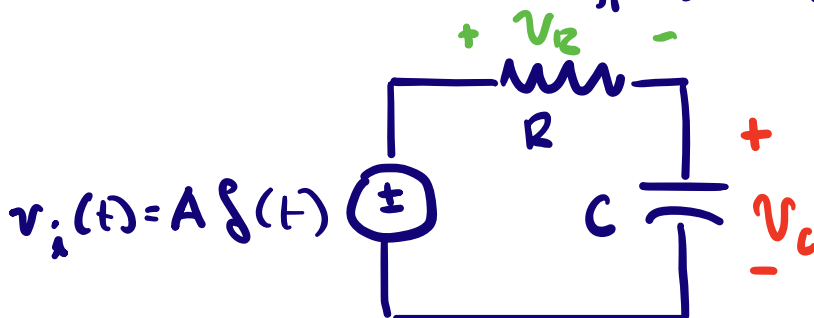 + V_R -
R
+
v_i(t) = A δ(t) ±
C
V_C
-